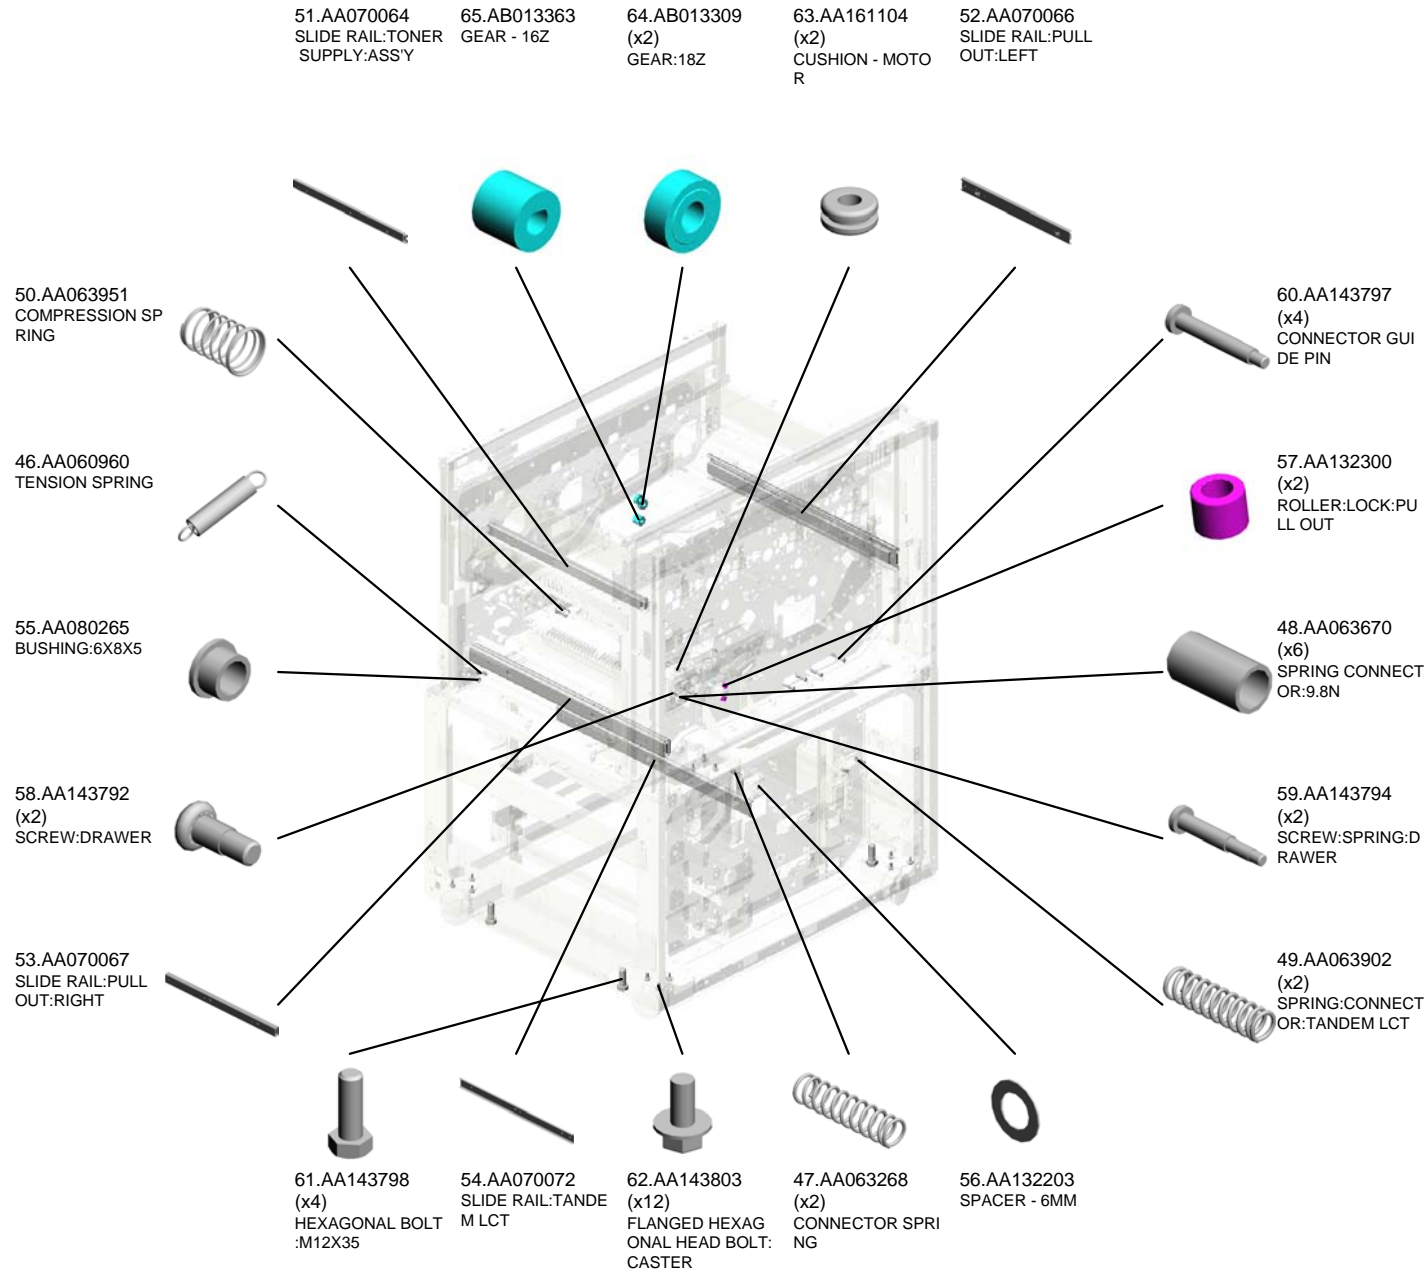 51.AA070064
SLIDE RAIL:TONER
SUPPLY:ASS'Y
65.AB013363
GEAR - 16Z
64.AB013309
(x2)
GEAR:18Z
63.AA161104
(x2)
CUSHION - MOTO
R
52.AA070066
SLIDE RAIL:PULL
OUT:LEFT
50.AA063951
COMPRESSION SP
RING
60.AA143797
(x4)
CONNECTOR GUI
DE PIN
46.AA060960
TENSION SPRING
57.AA132300
(x2)
ROLLER:LOCK:PU
LL OUT
55.AA080265
BUSHING:6X8X5
48.AA063670
(x6)
SPRING CONNECT
OR:9.8N
58.AA143792
(x2)
SCREW:DRAWER
59.AA143794
(x2)
SCREW:SPRING:D
RAWER
53.AA070067
SLIDE RAIL:PULL
OUT:RIGHT
49.AA063902
(x2)
SPRING:CONNECT
OR:TANDEM LCT
61.AA143798
(x4)
HEXAGONAL BOLT
:M12X35
54.AA070072
SLIDE RAIL:TANDE
M LCT
62.AA143803
(x12)
FLANGED HEXAG
ONAL HEAD BOLT:
CASTER
47.AA063268
(x2)
CONNECTOR SPRI
NG
56.AA132203
SPACER - 6MM